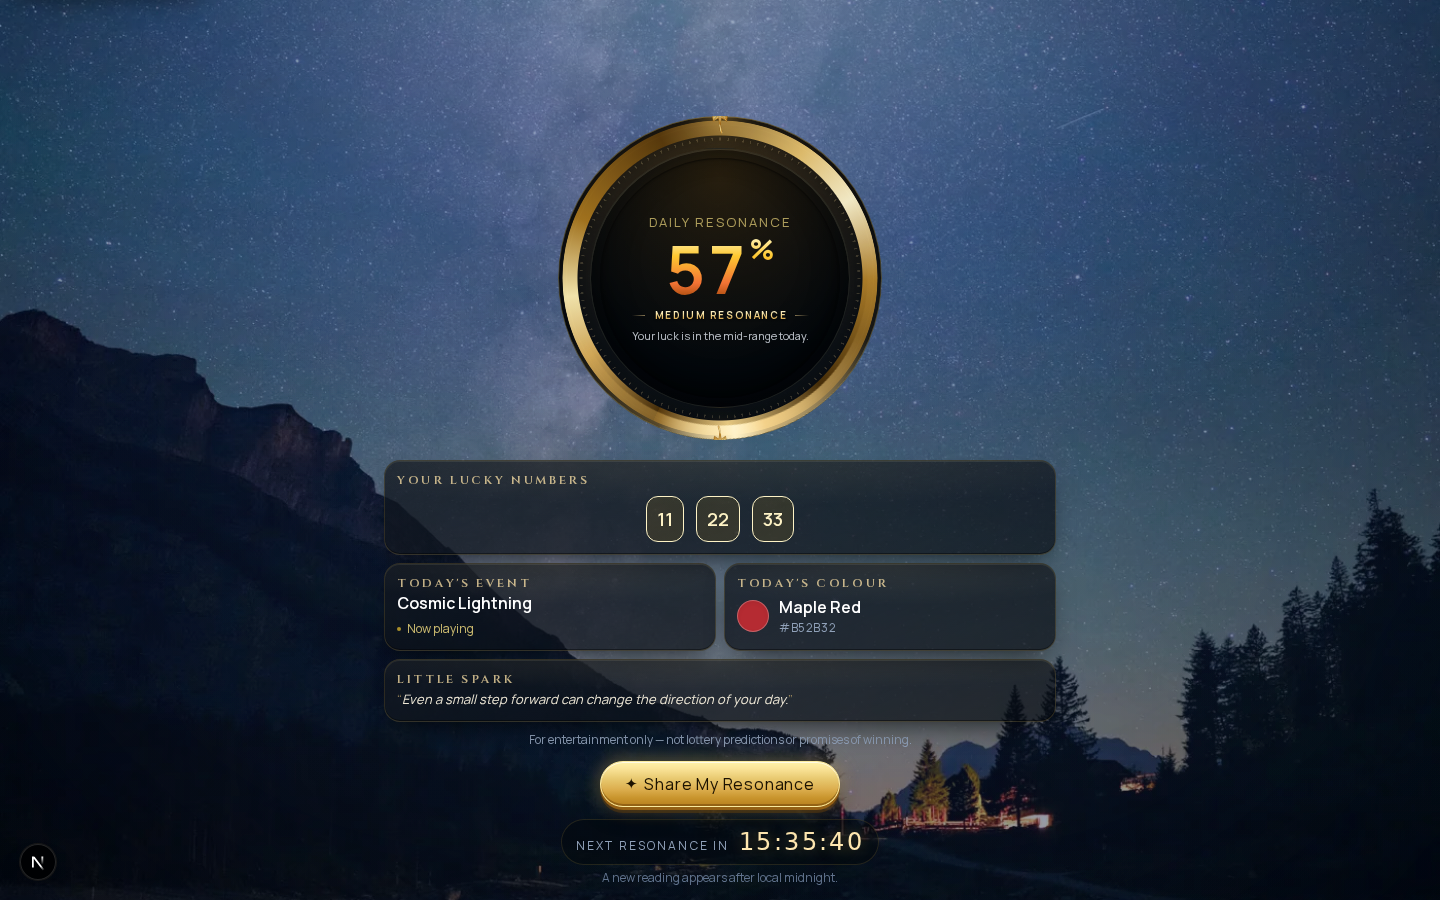 DAILY RESONANCE
57%
MEDIUM RESONANCE
Your luck is in the mid-range today.
YOUR LUCKY NUMBERS
11 22 33
TODAY'S EVENT
Cosmic Lightning
• Now playing
TODAY'S COLOUR
Maple Red
#B52B32
LITTLE SPARK
"Even a small step forward can change the direction of your day."
For entertainment only — not lottery predictions or promises of winning.
✦ Share My Resonance
NEXT RESONANCE IN 15:35:40
A new reading appears after local midnight.
N